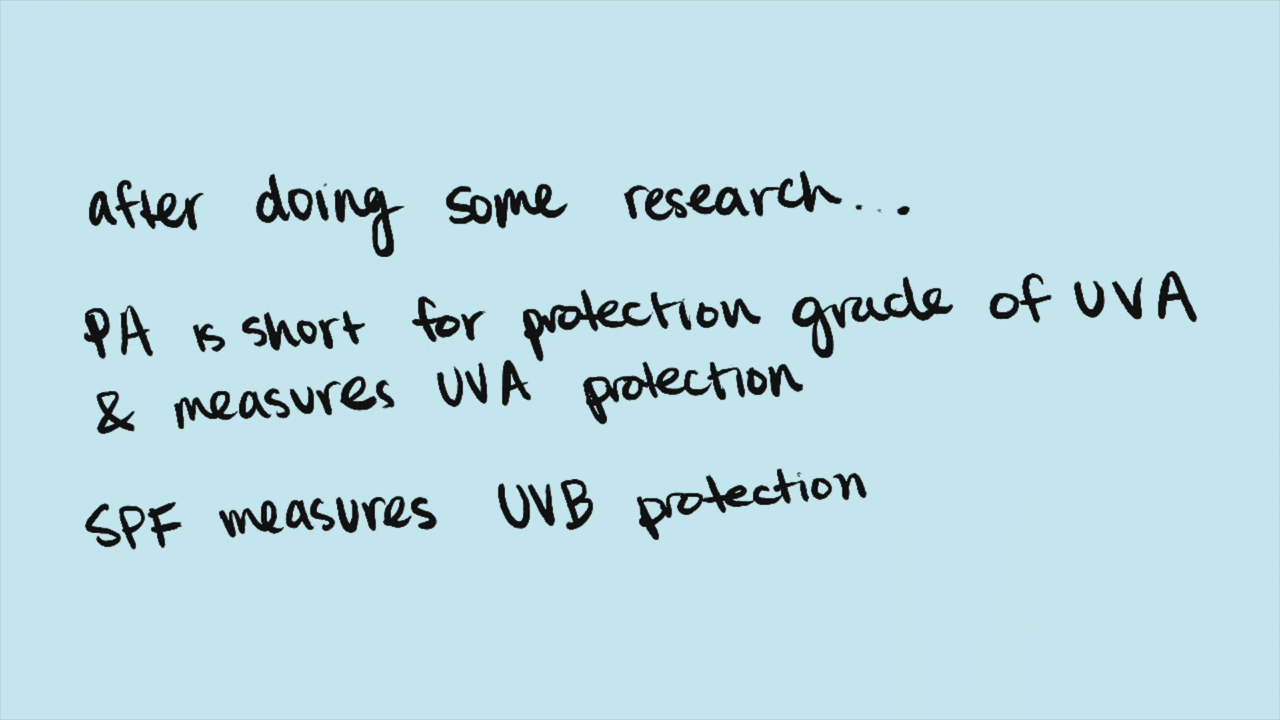 after doing some research...
PA is short for protection grade of UVA
& measures UVA protection
SPF measures UVB protection